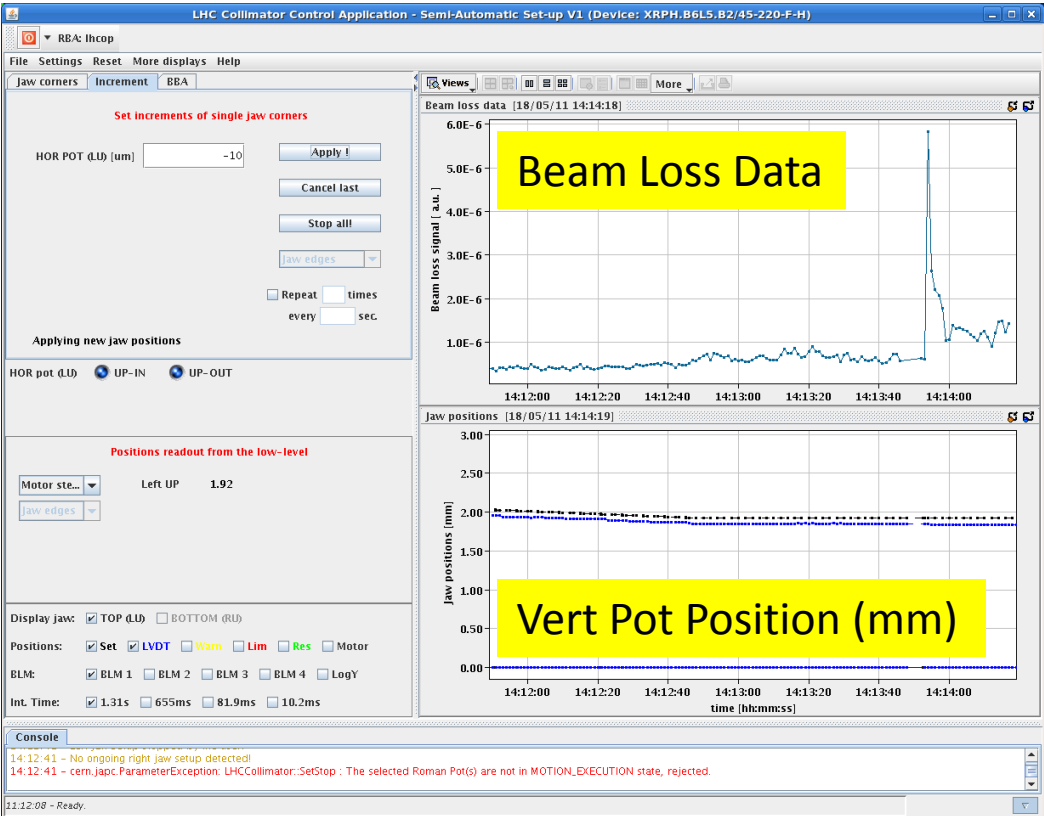 LHC Collimator Control Application - Semi-Automatic Set-up V1 (Device: XRPH.B6L5.B2/45-220-F-H)
RBA: lhcop
File Settings Reset More displays Help
Jaw corners Increment BBA
Set increments of single jaw corners
HOR POT (LU) [um] -10 Apply !
Cancel last
Stop all!
Jaw edges
Repeat times
every sec.
Applying new jaw positions
HOR pot (LU) UP-IN UP-OUT
Positions readout from the low-level
Motor ste... Left UP 1.92
Jaw edges
Display jaw: TOP (LU) BOTTOM (RU)
Positions: Set LVDT Warn Lim Res Motor
BLM: BLM 1 BLM 2 BLM 3 BLM 4 LogY
Int. Time: 1.31s 655ms 81.9ms 10.2ms
Views More
Beam loss data [18/05/11 14:14:18]
Beam Loss Data
Beam loss signal [ a.u. ]
6.0E-6
5.0E-6
4.0E-6
3.0E-6
2.0E-6
1.0E-6
14:12:00 14:12:20 14:12:40 14:13:00 14:13:20 14:13:40 14:14:00
Jaw positions [18/05/11 14:14:19]
Jaw positions [mm]
3.00
2.50
2.00
1.50
1.00
0.50
0.00
Vert Pot Position (mm)
14:12:00 14:12:20 14:12:40 14:13:00 14:13:20 14:13:40 14:14:00
time [hh:mm:ss]
Console
14:12:41 - No ongoing right jaw setup detected!
14:12:41 - cern.japc.ParameterException: LHCCollimator::SetStop : The selected Roman Pot(s) are not in MOTION_EXECUTION state, rejected.
11:12:08 - Ready.